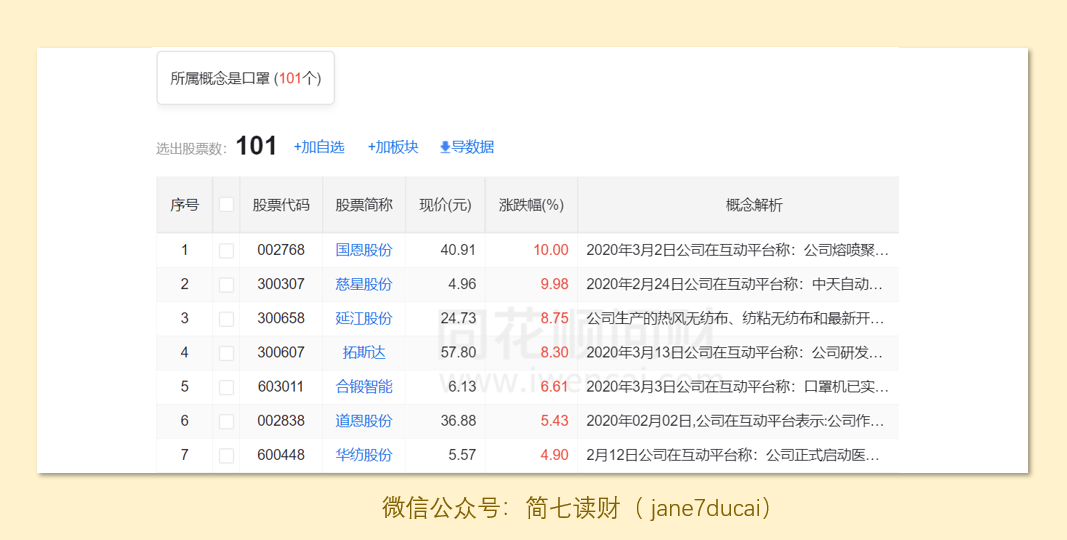 所属概念是口罩 (101个)
选出股票数: 101 +加自选 +加板块 导数据
序号 股票代码 股票简称 现价(元) 涨跌幅(%) 概念解析
1 002768 国恩股份 40.91 10.00 2020年3月2日公司在互动平台称：公司熔喷聚…
2 300307 慈星股份 4.96 9.98 2020年2月24日公司在互动平台称：中天自动…
3 300658 延江股份 24.73 8.75 公司生产的热风无纺布、纺粘无纺布和最新开…
4 300607 拓斯达 57.80 8.30 2020年3月13日公司在互动平台称：公司研发…
5 603011 合锻智能 6.13 6.61 2020年3月3日公司在互动平台称：口罩机已实…
6 002838 道恩股份 36.88 5.43 2020年02月02日,公司在互动平台表示:公司作…
7 600448 华纺股份 5.57 4.90 2月12日公司在互动平台称：公司正式启动医…
同花顺问财
www.iwencai.com
微信公众号：简七读财（ jane7ducai）